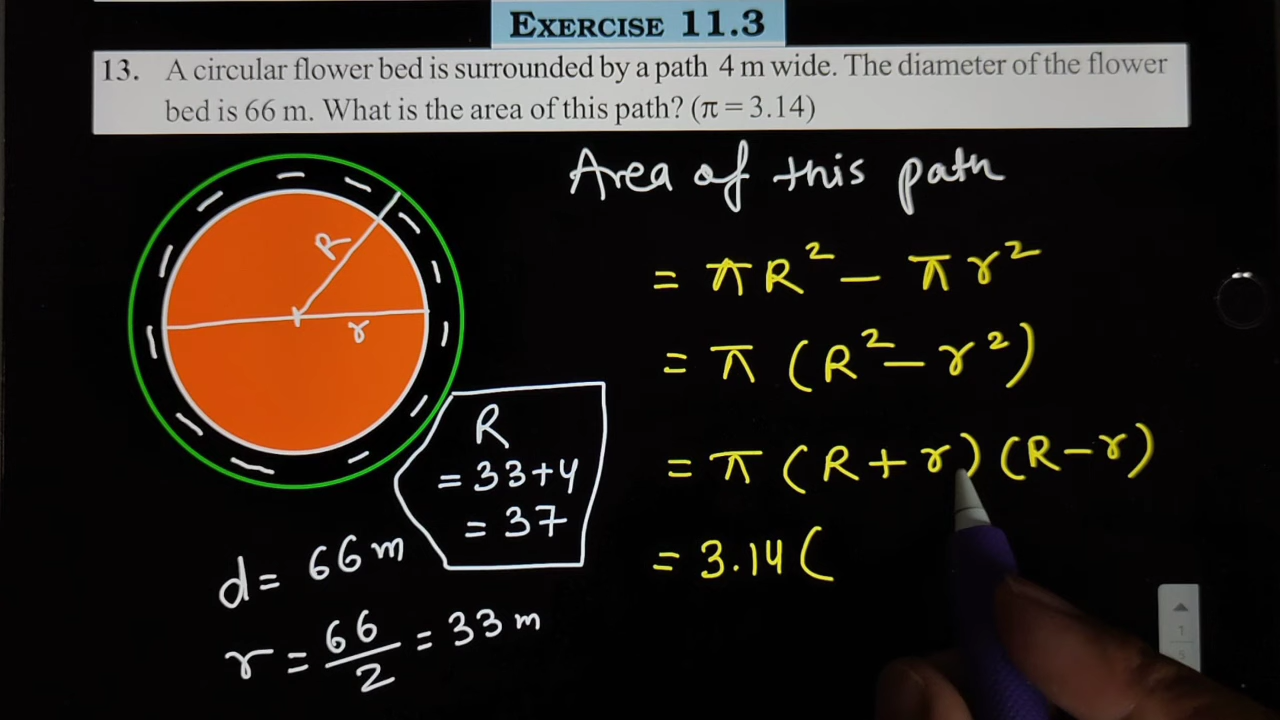 EXERCISE 11.3
13. A circular flower bed is surrounded by a path 4 m wide. The diameter of the flower
bed is 66 m. What is the area of this path? (π = 3.14)
Area of this path
= πR² − πr²
= π (R² − r²)
= π (R + r) (R − r)
= 3.14 (
R
r
R
= 33+4
= 37
d = 66 m
r = 66/2 = 33 m
1
5